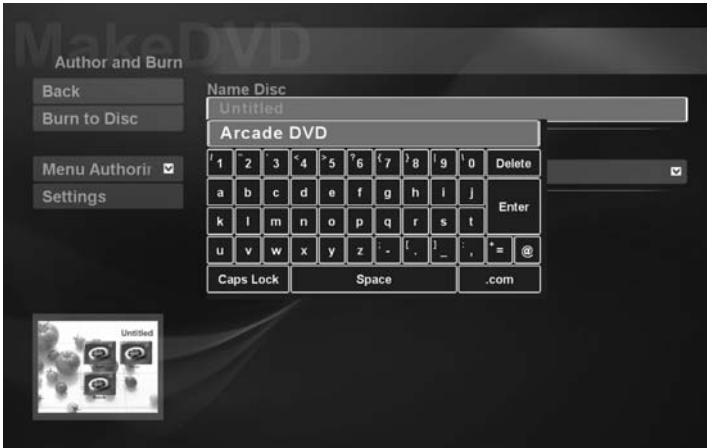 MakeDVD
Author and Burn
Back
Name Disc
Untitled
Burn to Disc
Arcade DVD
1 2 3 4 5 6 7 8 9 0 Delete
Menu Authorin
a b c d e f g h i j
Settings
Enter
k l m n o p q r s t
u v w x y z - . _ , = @
Caps Lock Space .com
Untitled